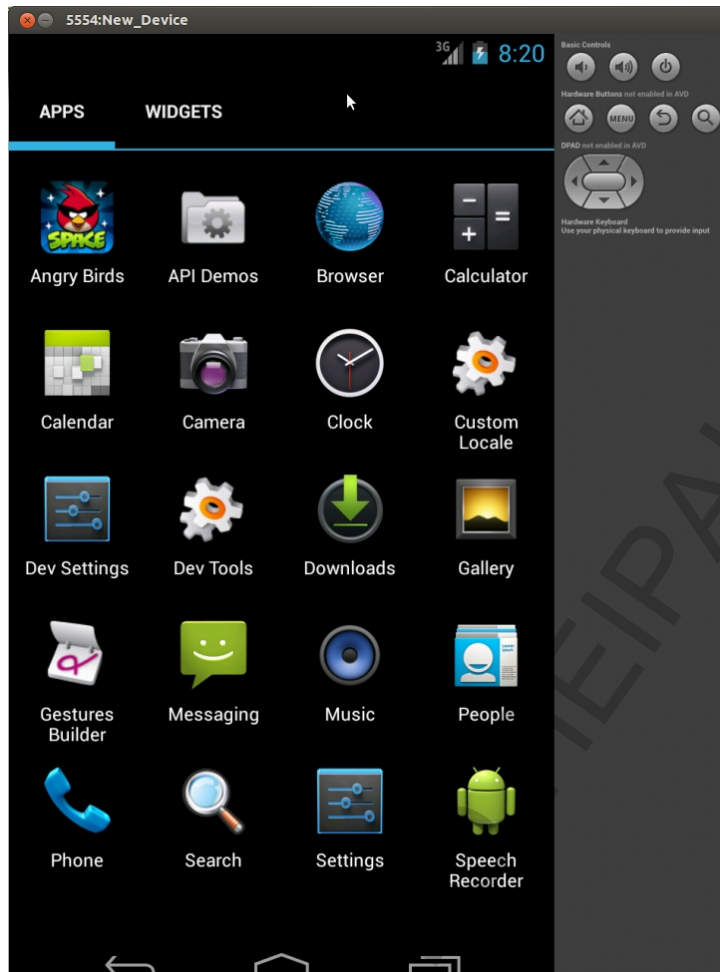 5554:New_Device
3G 8:20
APPS WIDGETS
SPACE
Angry Birds API Demos Browser Calculator
Calendar Camera Clock Custom Locale
Dev Settings Dev Tools Downloads Gallery
Gestures Builder Messaging Music People
Phone Search Settings Speech Recorder
Basic Controls
Hardware Buttons not enabled in AVD
MENU
DPAD not enabled in AVD
Hardware Keyboard
Use your physical keyboard to provide input